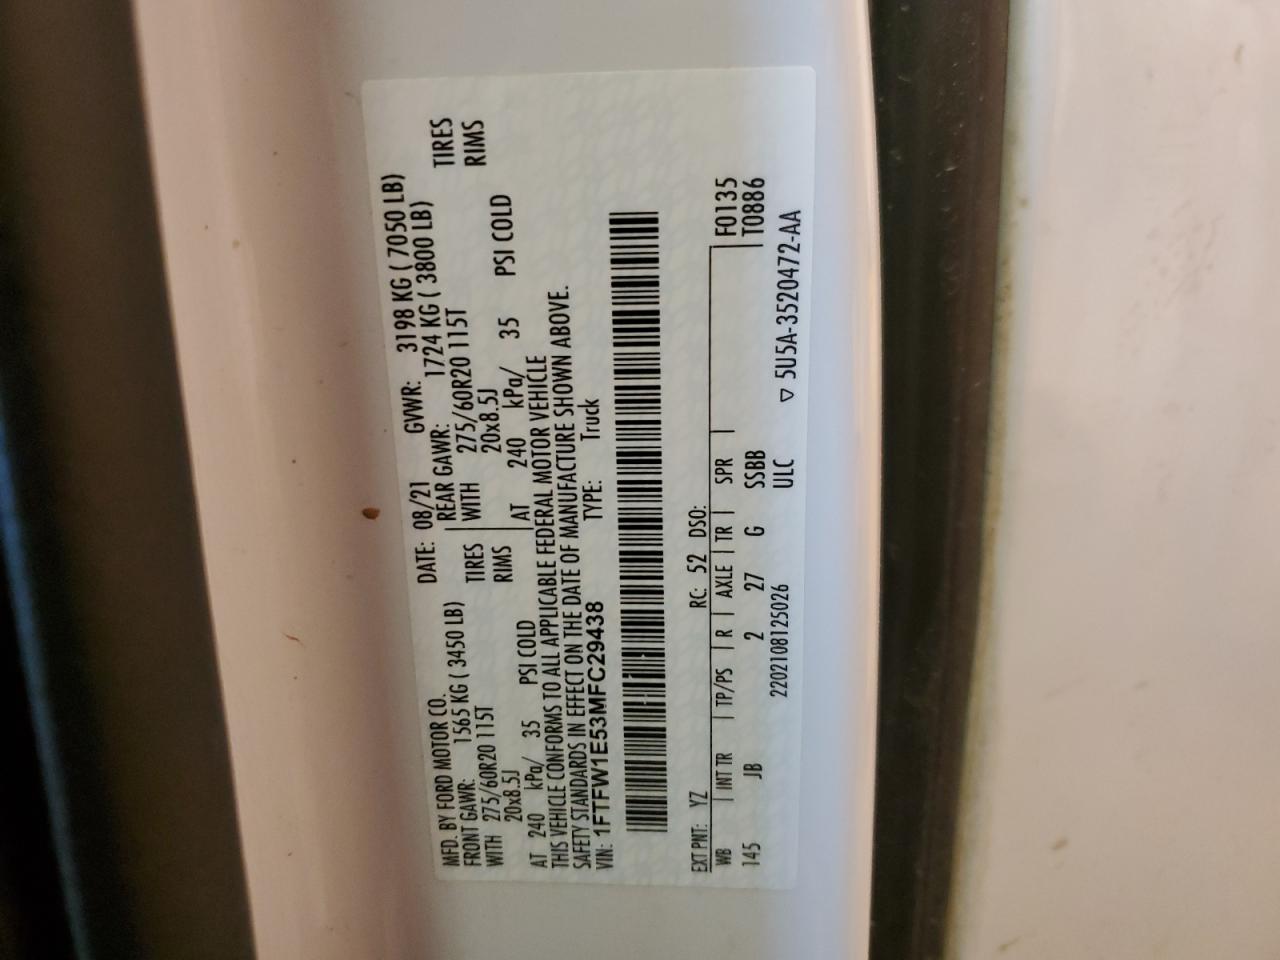 MFD. BY FORD MOTOR CO. DATE: 08/21 GVWR: 3198 KG ( 7050 LB)
FRONT GAWR: 1565 KG ( 3450 LB) REAR GAWR: 1724 KG ( 3800 LB)
WITH 275/60R20 115T TIRES WITH 275/60R20 115T TIRES
20x8.5J RIMS 20x8.5J RIMS
AT 240 kPa/ 35 PSI COLD AT 240 kPa/ 35 PSI COLD
THIS VEHICLE CONFORMS TO ALL APPLICABLE FEDERAL MOTOR VEHICLE
SAFETY STANDARDS IN EFFECT ON THE DATE OF MANUFACTURE SHOWN ABOVE.
VIN: 1FTFW1E53MFC29438 TYPE: Truck
EXT PNT: YZ RC: 52 DSO:
WB INT TR TP/PS R AXLE TR SPR F0135
145 JB 2 27 G SSBB T0886
2202108125026 ULC ▽ 5U5A-3520472-AA